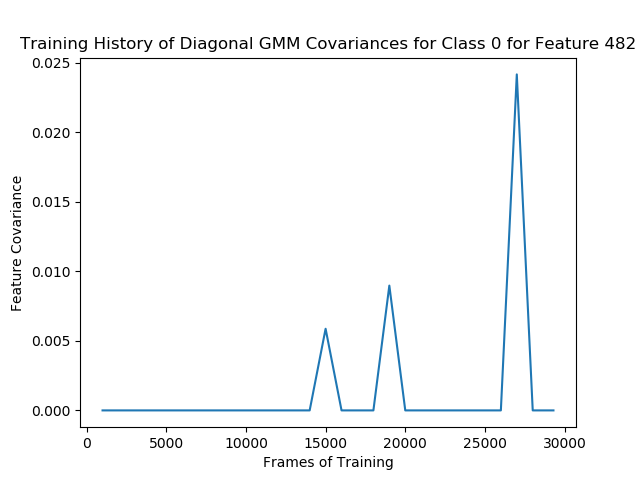 Training History of Diagonal GMM Covariances for Class 0 for Feature 482
0.025
0.020
0.015
0.010
0.005
0.000
Feature Covariance
0 5000 10000 15000 20000 25000 30000
Frames of Training